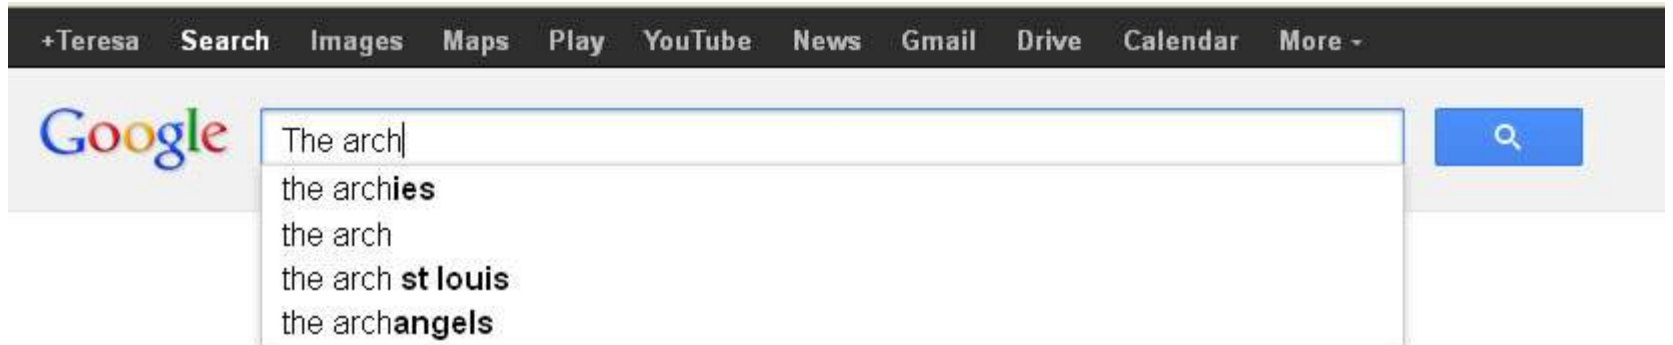 +Teresa Search Images Maps Play YouTube News Gmail Drive Calendar More
Google The arch
the archies
the arch
the arch st louis
the archangels